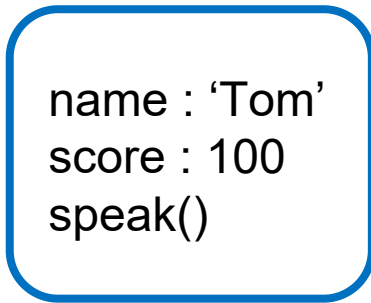 name : ‘Tom’
score : 100
speak()